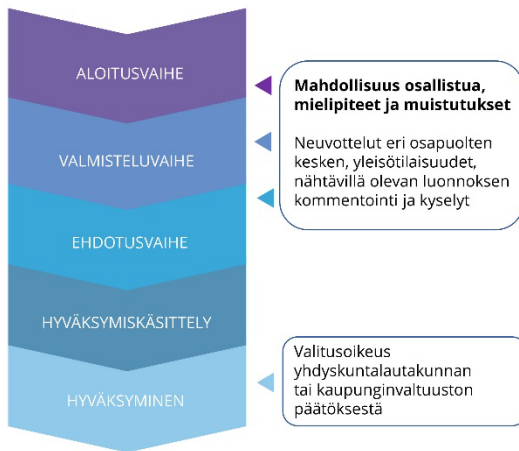 ALOITUSVAIHE
Mahdollisuus osallistua,
mielipiteet ja muistutukset
Neuvottelut eri osapuolten
kesken, yleisötilaisuudet,
nähtävillä olevan luonnoksen
kommentointi ja kyselyt
VALMISTELUVAIHE
EHDOTUSVAIHE
HYVÄKSYMISKÄSITTELY
HYVÄKSYMINEN
Valitusoikeus
yhdyskuntalautakunnan
tai kaupunginvaltuuston
päätöksestä